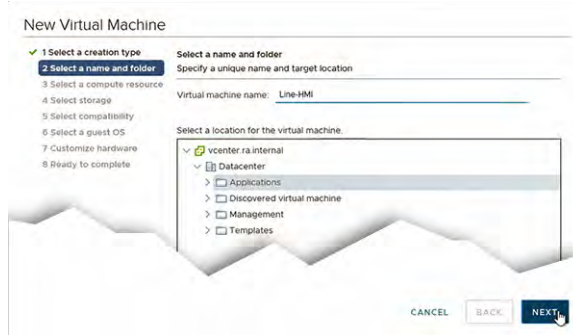 New Virtual Machine
1 Select a creation type
2 Select a name and folder
3 Select a compute resource
4 Select storage
5 Select compatibility
6 Select a guest OS
7 Customize hardware
8 Ready to complete
Select a name and folder
Specify a unique name and target location
Virtual machine name: Line-HMI
Select a location for the virtual machine.
vcenter.ra.internal
Datacenter
Applications
Discovered virtual machine
Management
Templates
CANCEL BACK NEXT